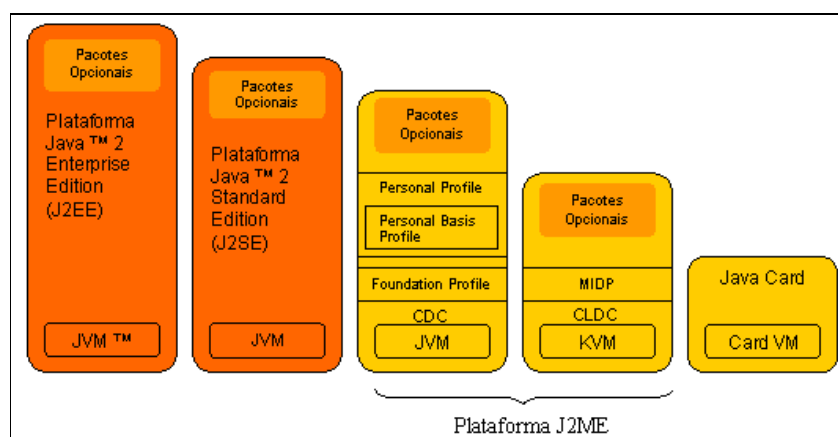 Pacotes
Opcionais
Plataforma
Java ™ 2
Enterprise
Edition
(J2EE)
JVM ™
Pacotes
Opcionais
Plataforma
Java ™ 2
Standard
Edition
(J2SE)
JVM
Pacotes
Opcionais
Personal Profile
Personal Basis
Profile
Foundation Profile
CDC
JVM
Pacotes
Opcionais
MIDP
CLDC
KVM
Java Card
Card VM
Plataforma J2ME